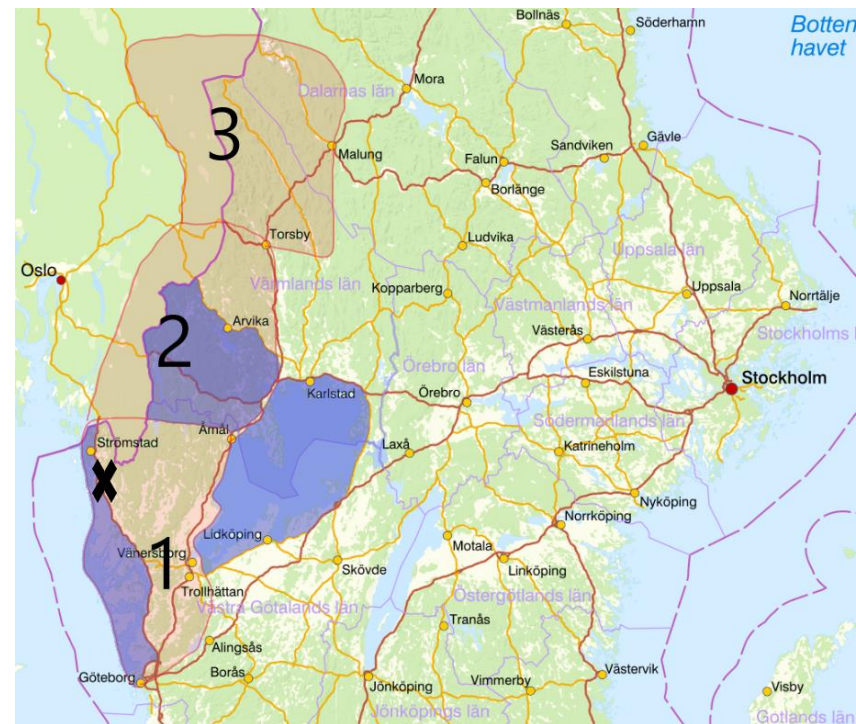 Bollnäs
Söderhamn
Botten
havet
Mora
Dalarnas län
3
Malung
Falun
Sandviken
Gävle
Borlänge
Torsby
Ludvika
Uppsala län
Oslo
Värmlands län
Kopparberg
Västmanlands län
Uppsala
Norrtälje
2
Arvika
Västerås
Stockholms l
Örebro län
Eskilstuna
Stockholm
Karlstad
Örebro
Södermanlands län
Strömstad
Åmål
Laxå
Katrineholm
X
Nyköping
Lidköping
Norrköping
Vänersborg
1
Motala
Skövde
Linköping
Trollhättan
Östergötlands län
Västra Götalands län
Tranås
Alingsås
Göteborg
Borås
Jönköping
Vimmerby
Västervik
Visby
Jönköpings län
Gotlands län